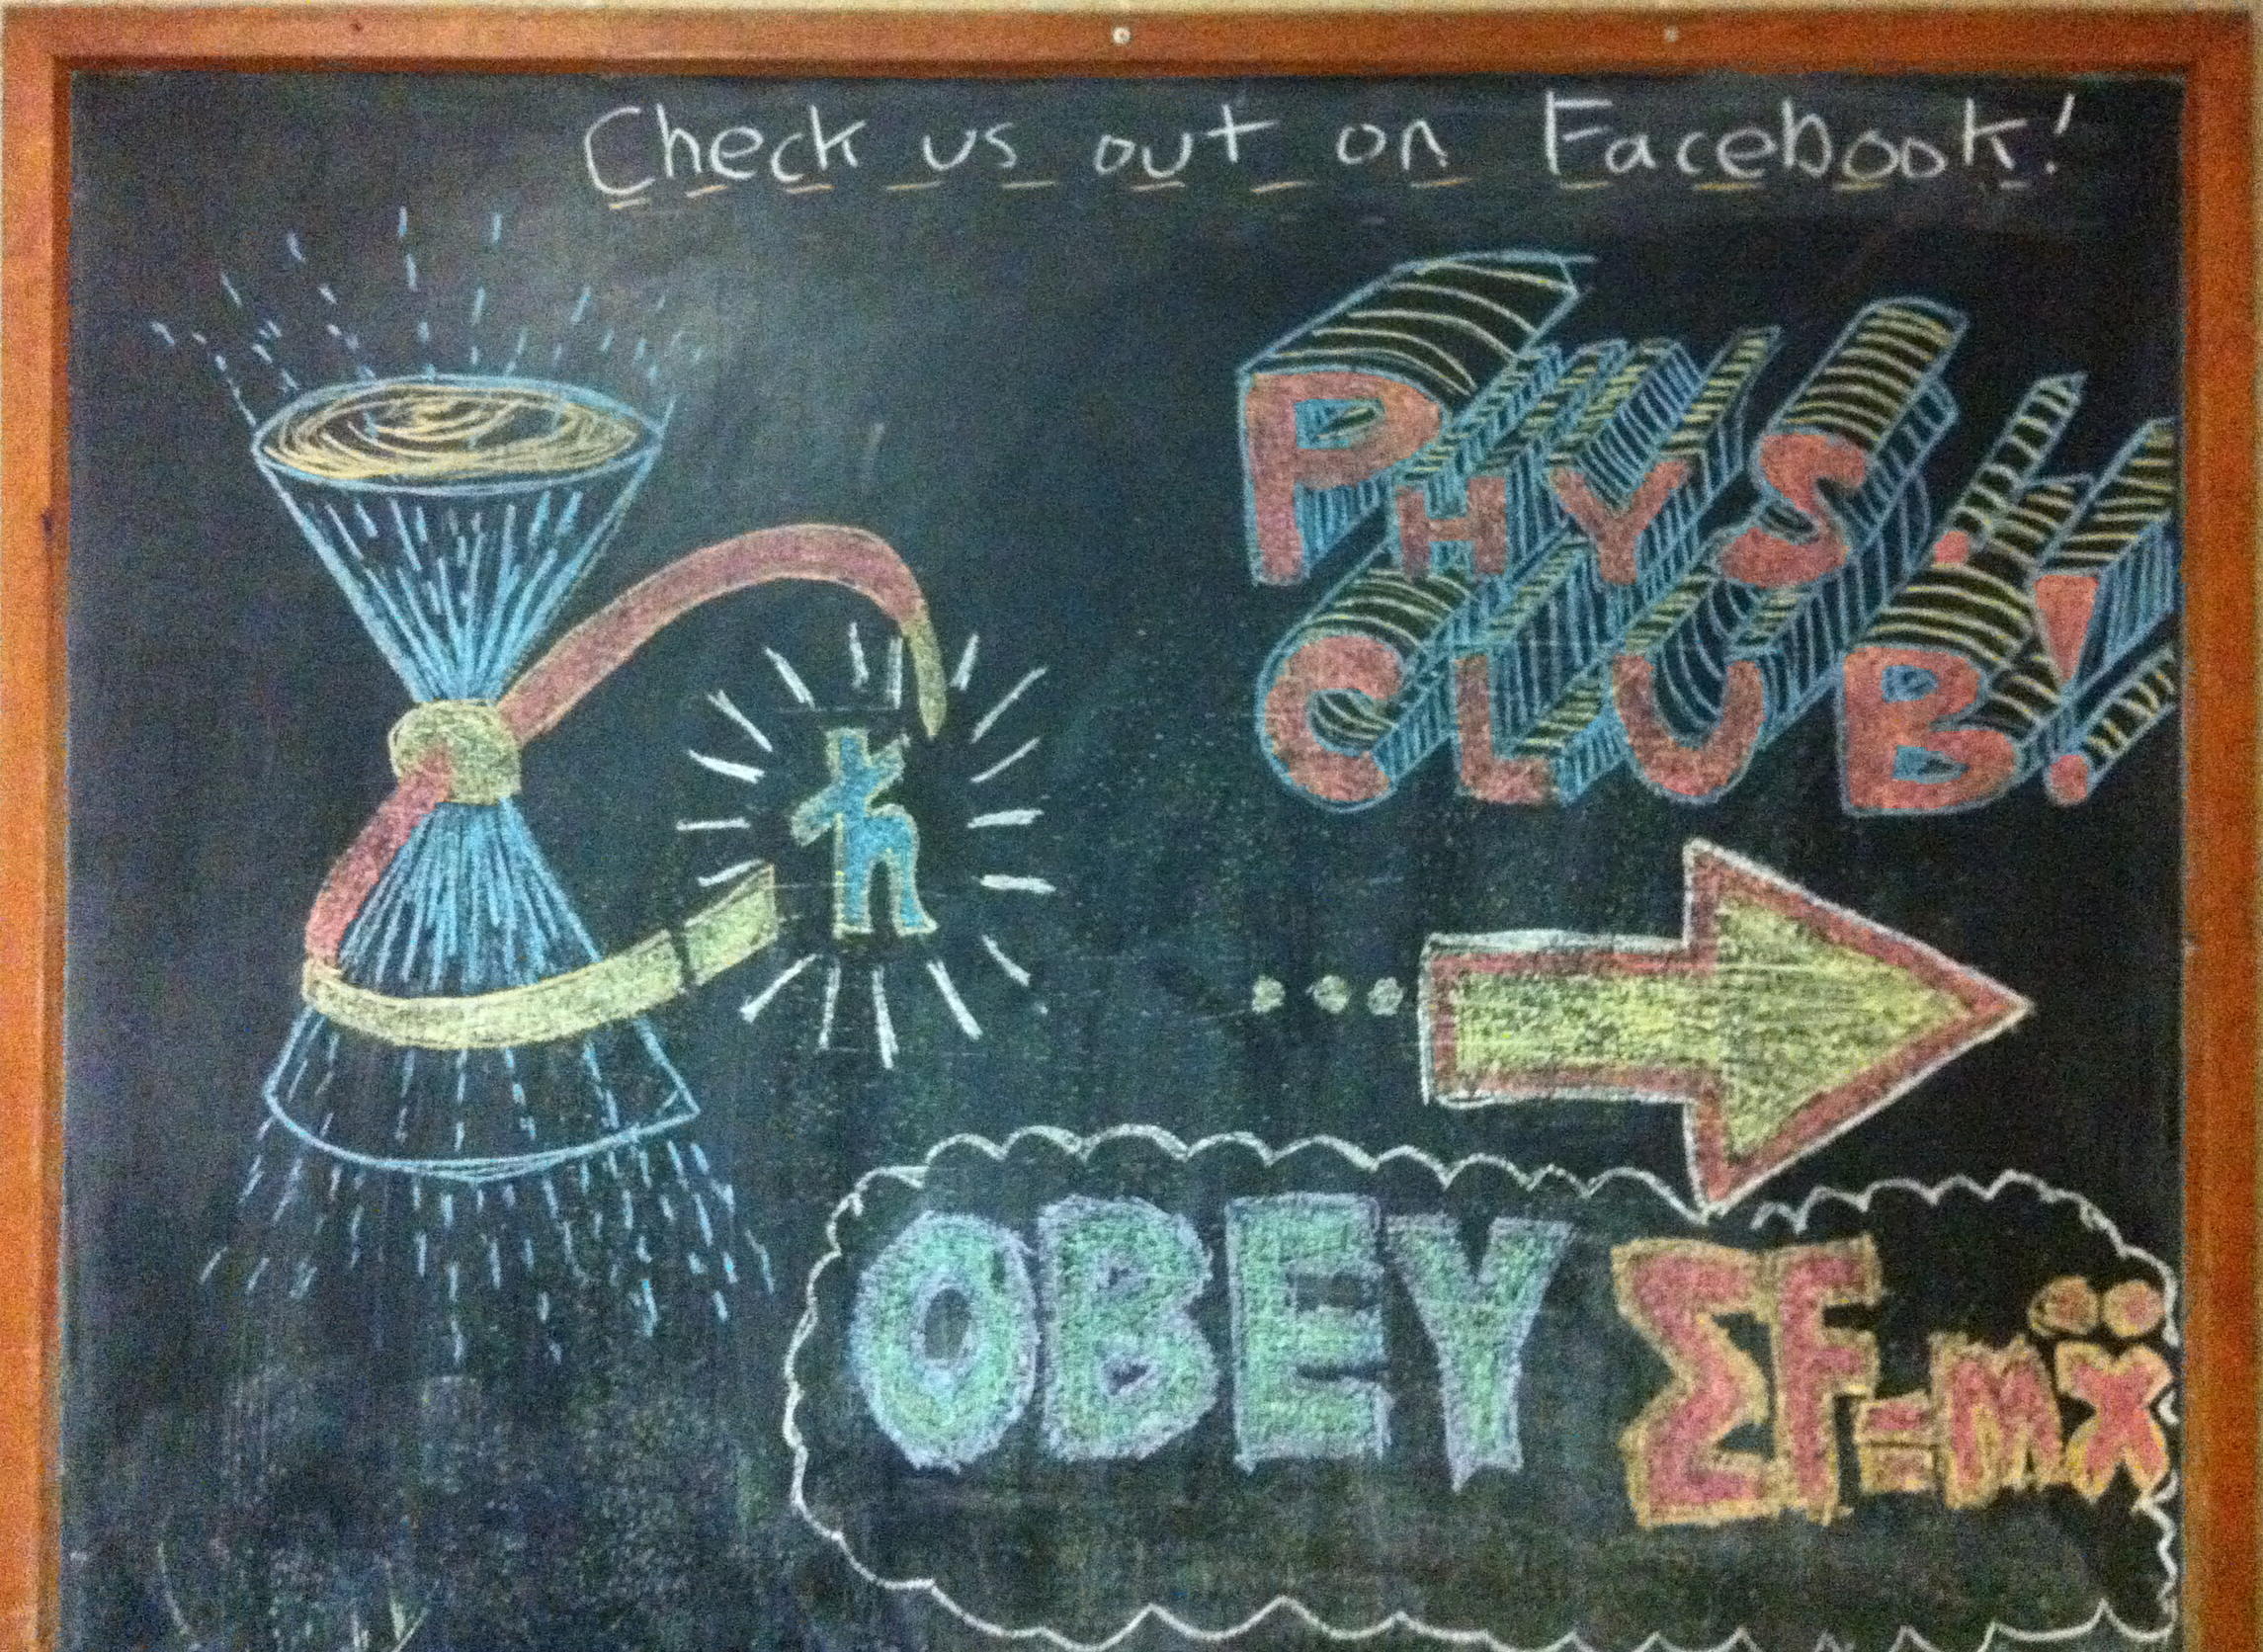 Check us out on Facebook!
PHYS.
CLUB!
ħ
...
OBEY ΣF=mẍ